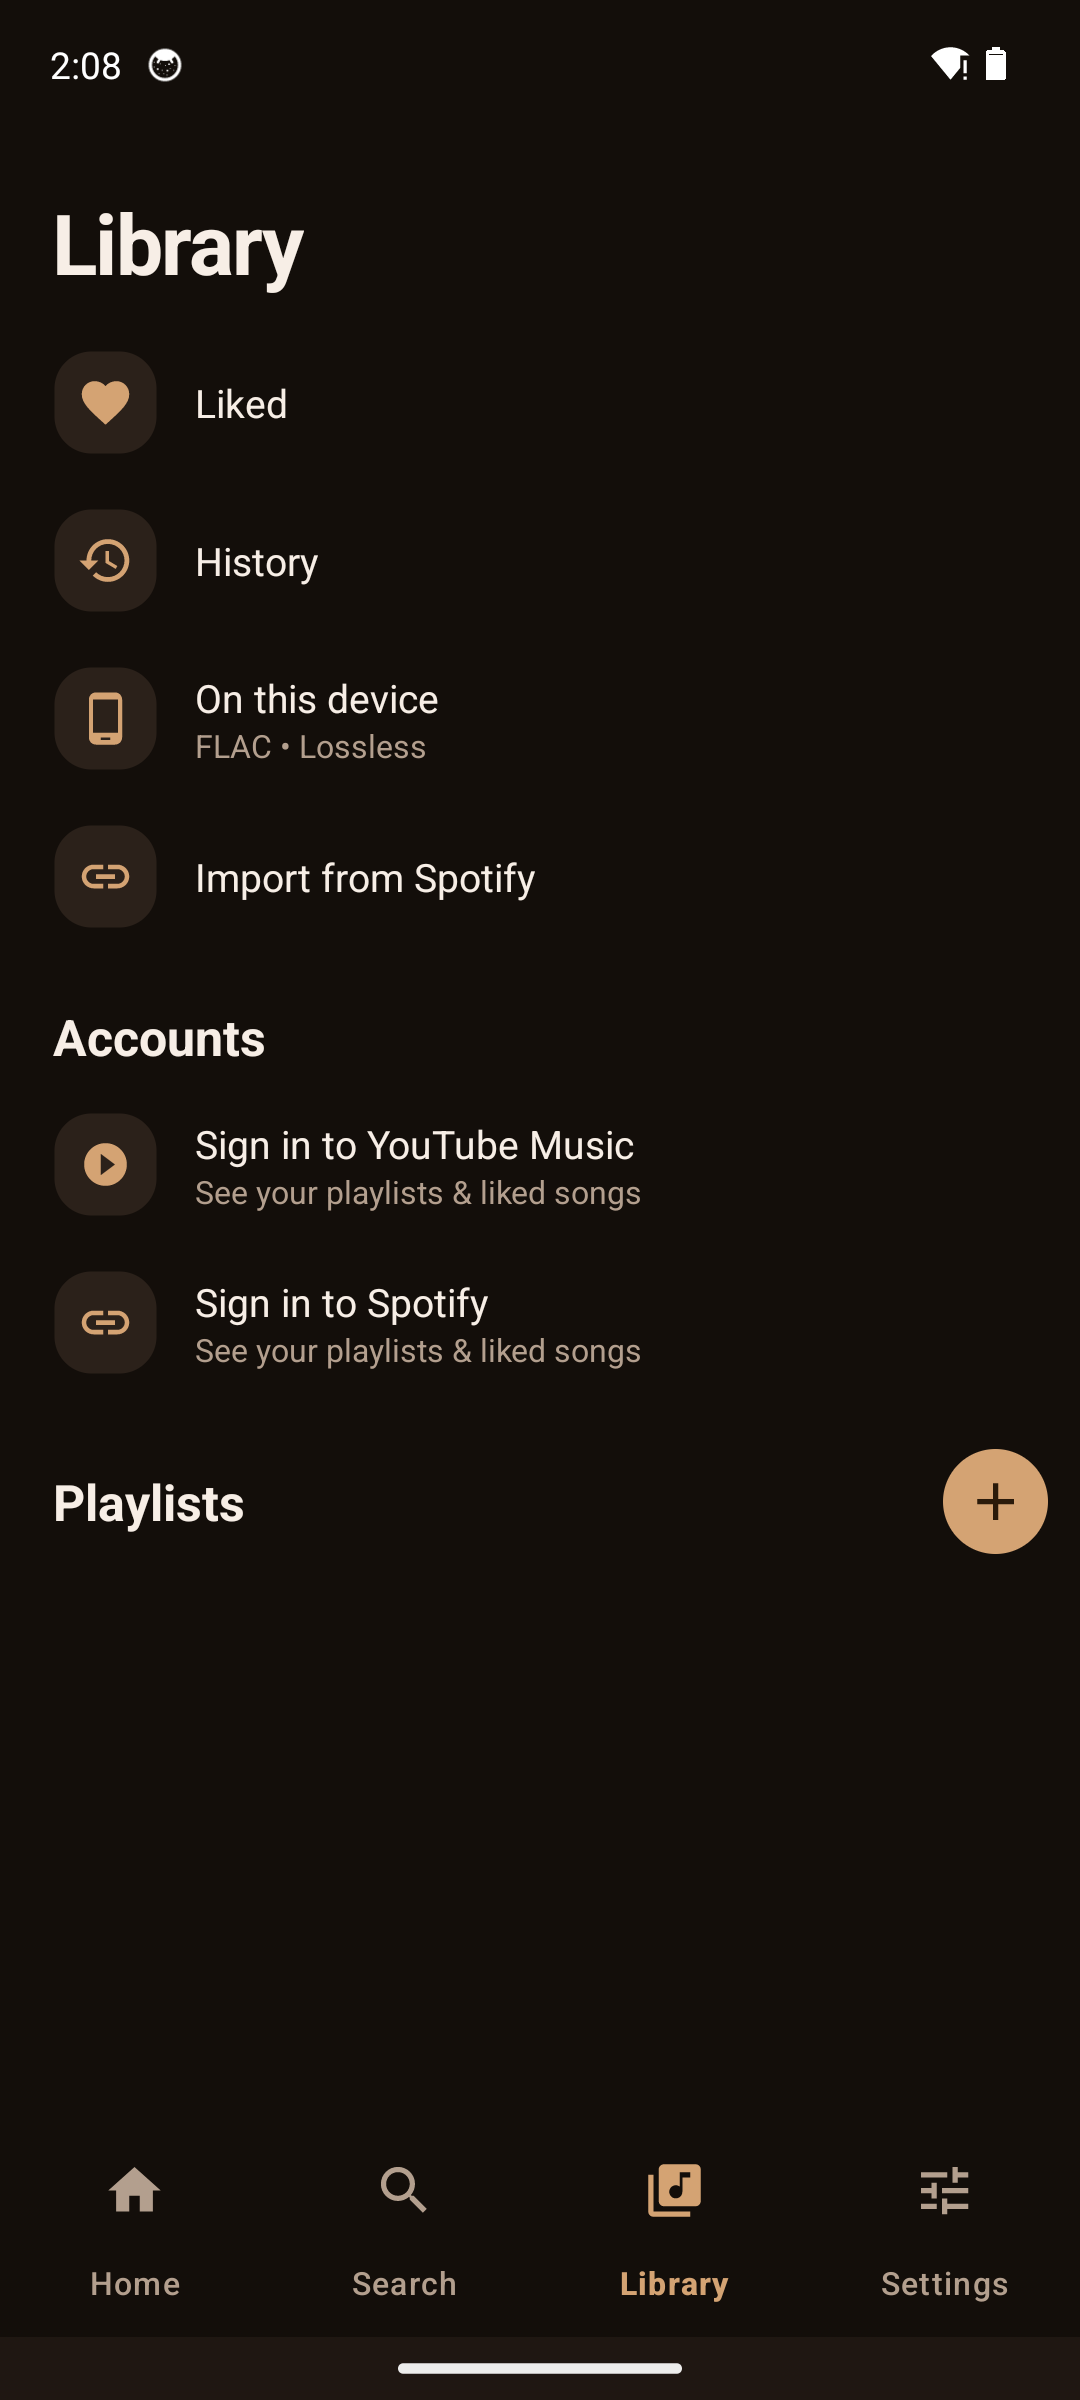 2:08
Library
Liked
History
On this device
FLAC • Lossless
Import from Spotify
Accounts
Sign in to YouTube Music
See your playlists & liked songs
Sign in to Spotify
See your playlists & liked songs
Playlists
Home
Search
Library
Settings